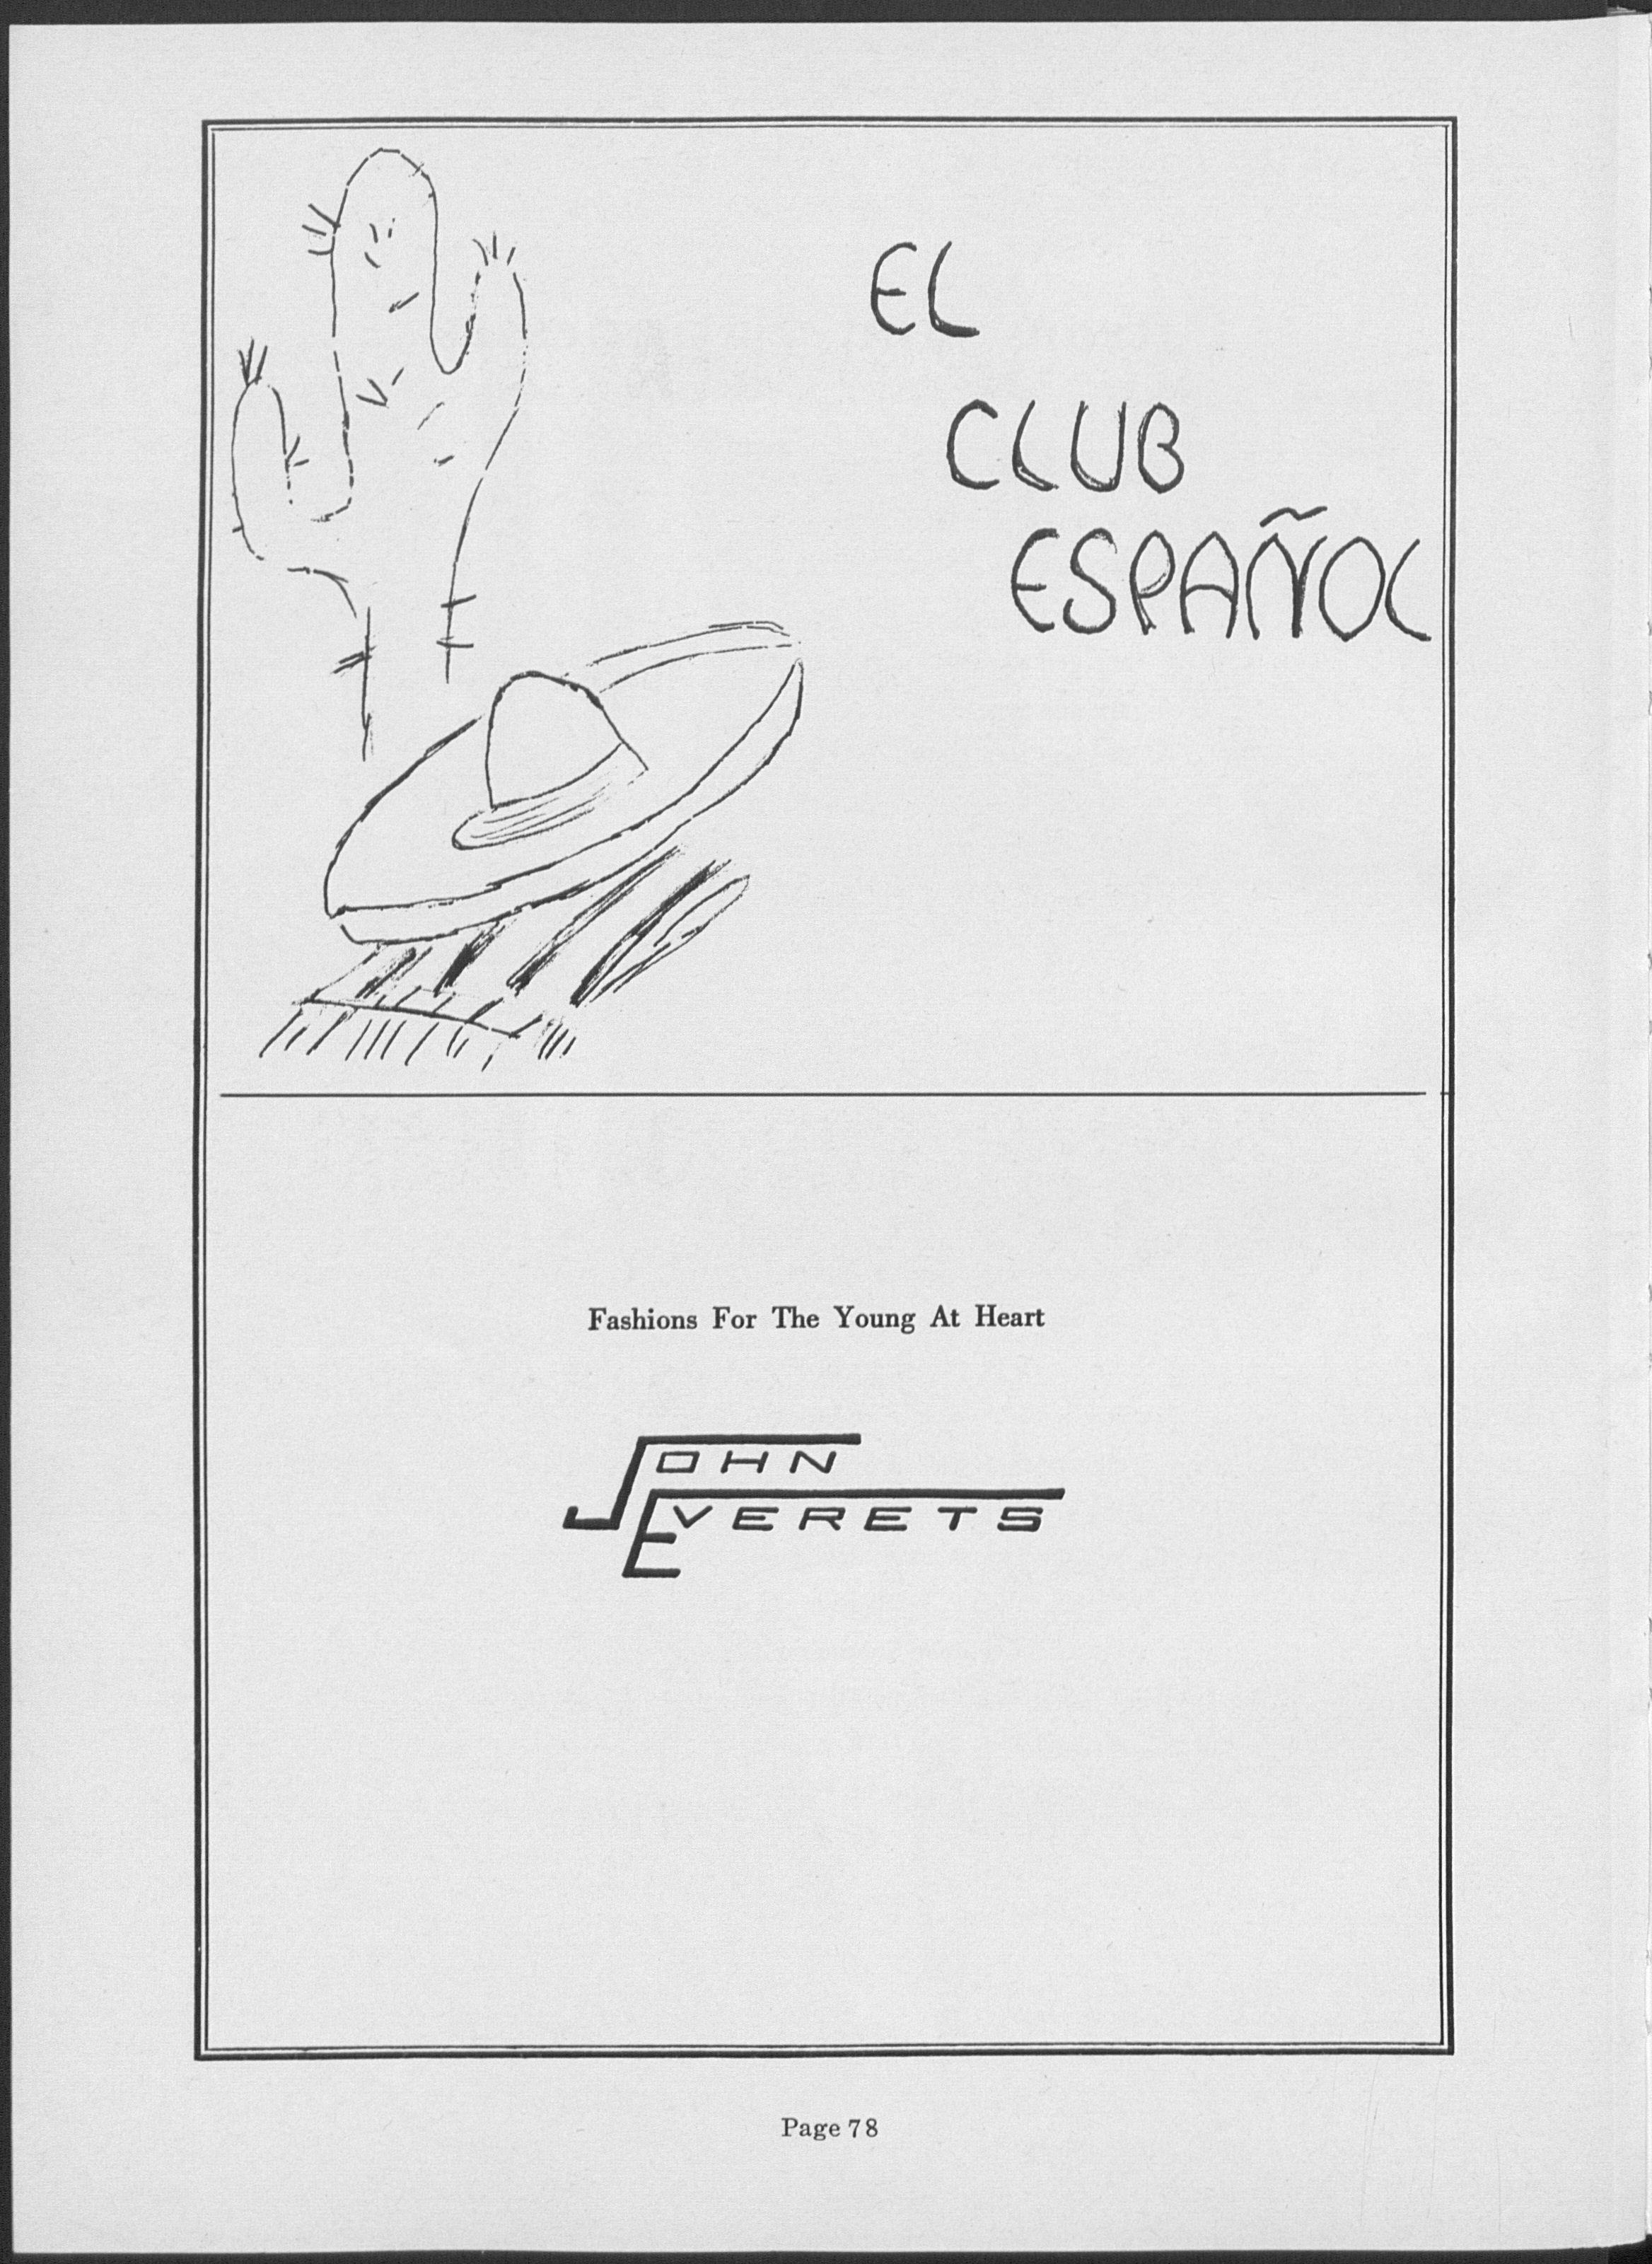 EL
CLUB
ESPAÑOL
Fashions For The Young At Heart
JOHN
EVERETS
Page 78